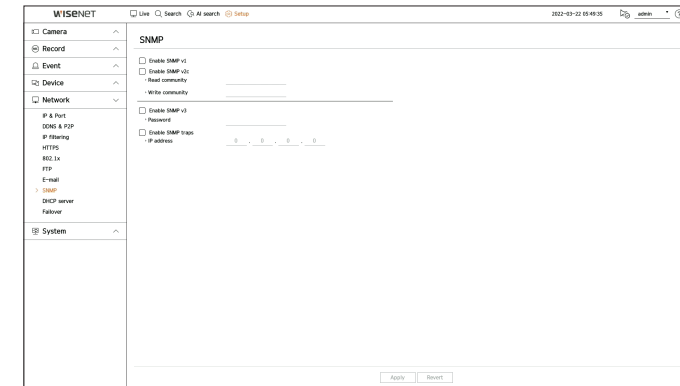 WISENET
Live Search AI search Setup 2022-03-22 05:49:35 admin ?
Camera
Record
Event
Device
Network
IP & Port
DDNS & P2P
IP filtering
HTTPS
802.1x
FTP
E-mail
> SNMP
DHCP server
Failover
System
SNMP
Enable SNMP v1
Enable SNMP v2c
· Read community
· Write community
Enable SNMP v3
· Password
Enable SNMP traps
· IP address 0 . 0 . 0 . 0
Apply Revert